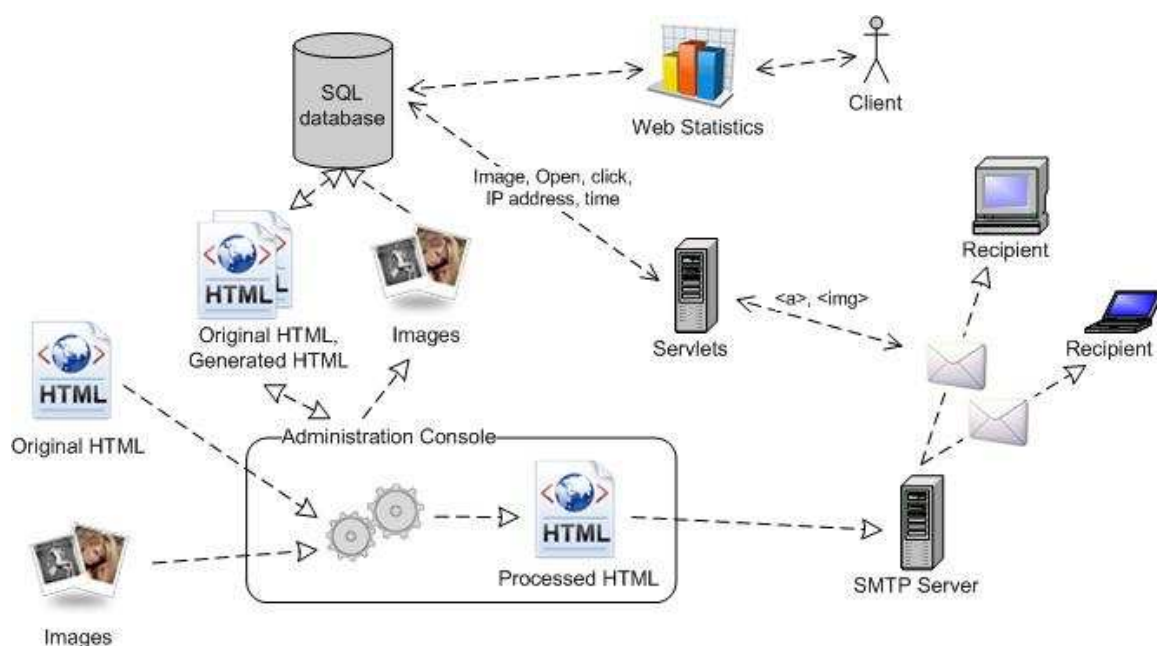 SQL
database
Web Statistics
Client
Image, Open, click,
IP address, time
Recipient
HTML
Original HTML,
Generated HTML
Images
Servlets
<a>, <img>
Recipient
HTML
Original HTML
Administration Console
HTML
Processed HTML
SMTP Server
Images